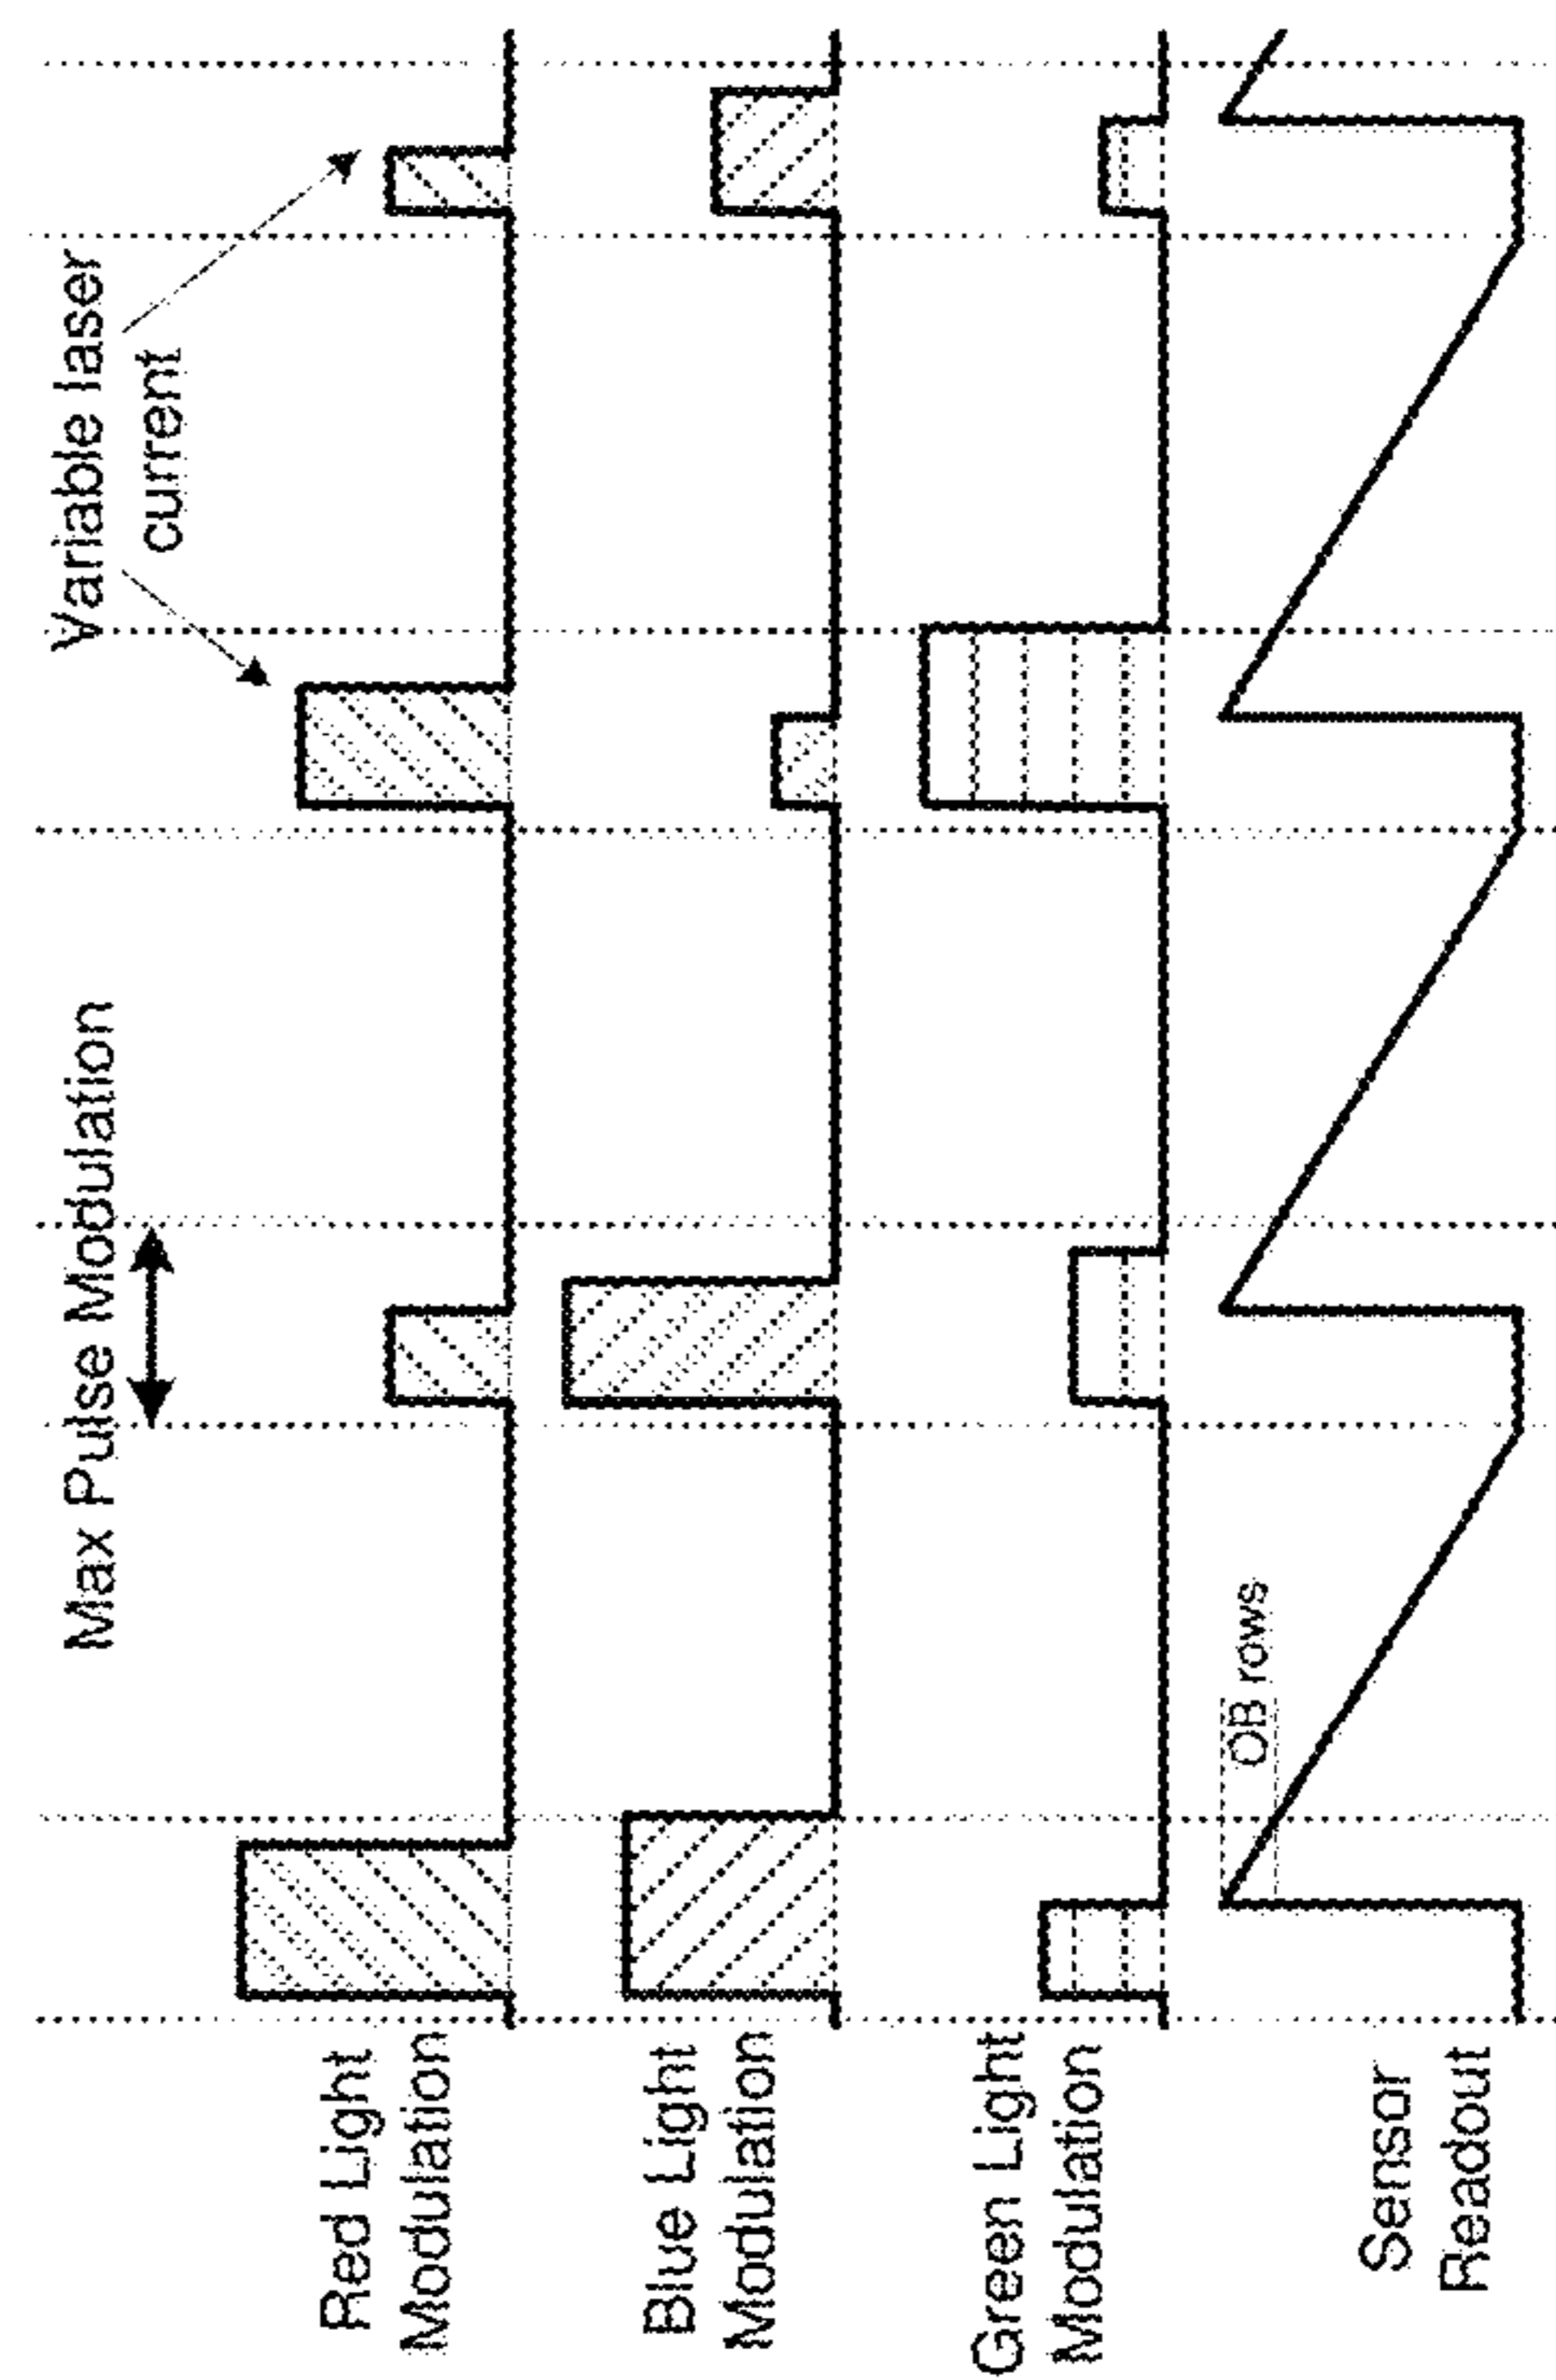 Max Pulse Modulation
Variable laser
current
Red Light
Modulation
Blue Light
Modulation
Green Light
Modulation
OB rows
Sensor
Readout